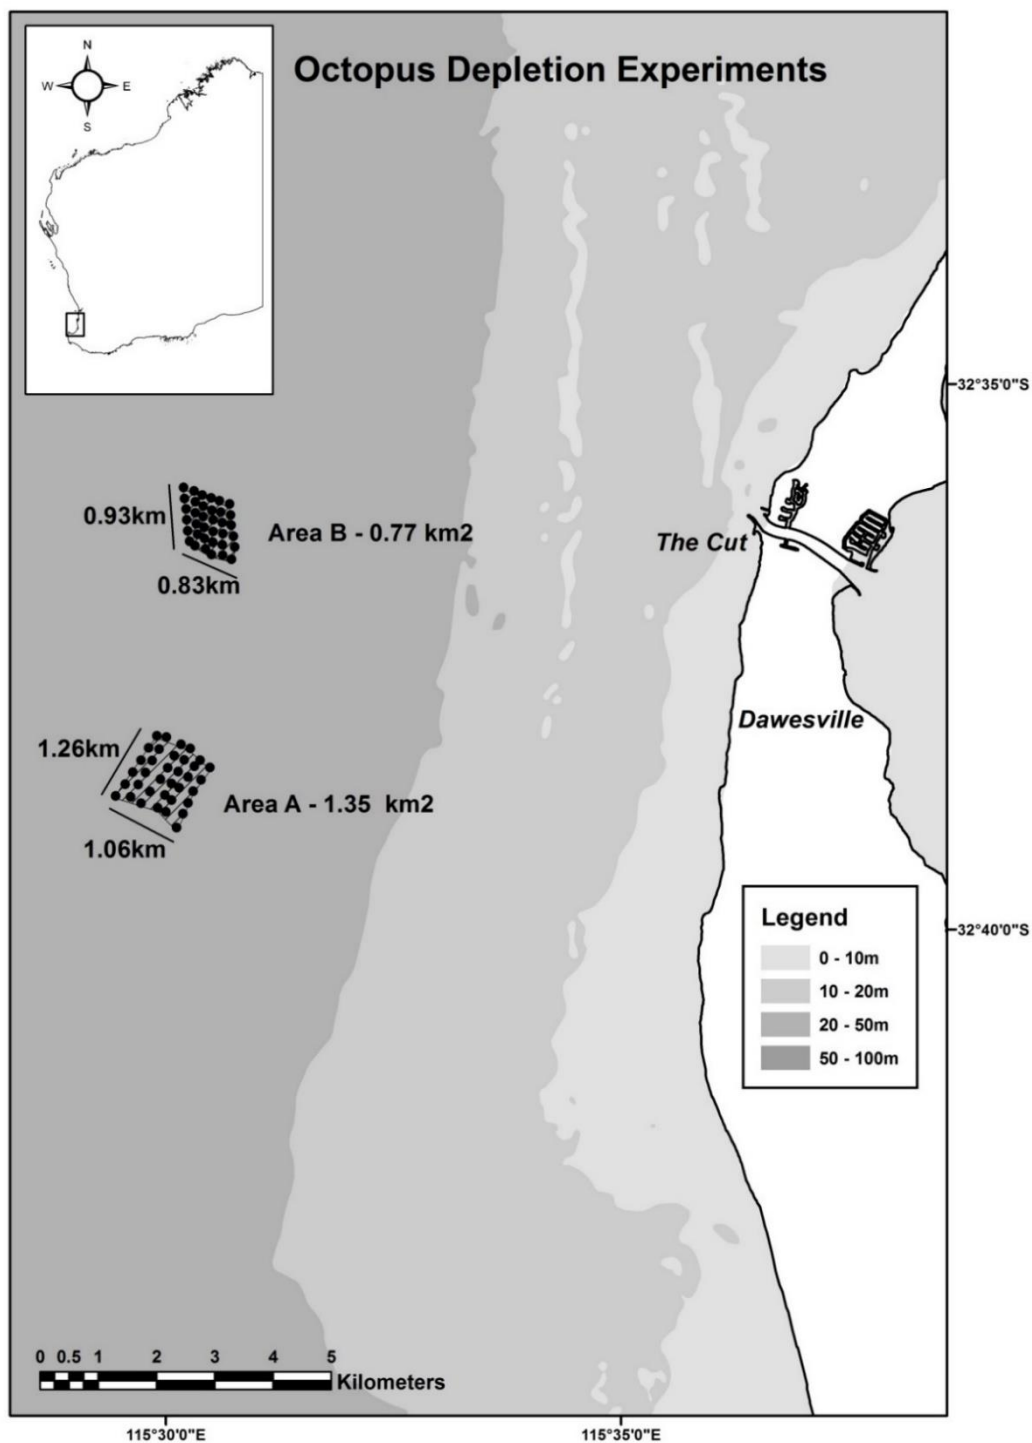 Octopus Depletion Experiments
N
W E
S
32°35'0"S
0.93km
Area B - 0.77 km2
0.83km
The Cut
Dawesville
1.26km
Area A - 1.35 km2
1.06km
Legend
0 - 10m
10 - 20m
20 - 50m
50 - 100m
32°40'0"S
0 0.5 1 2 3 4 5
Kilometers
115°30'0"E 115°35'0"E